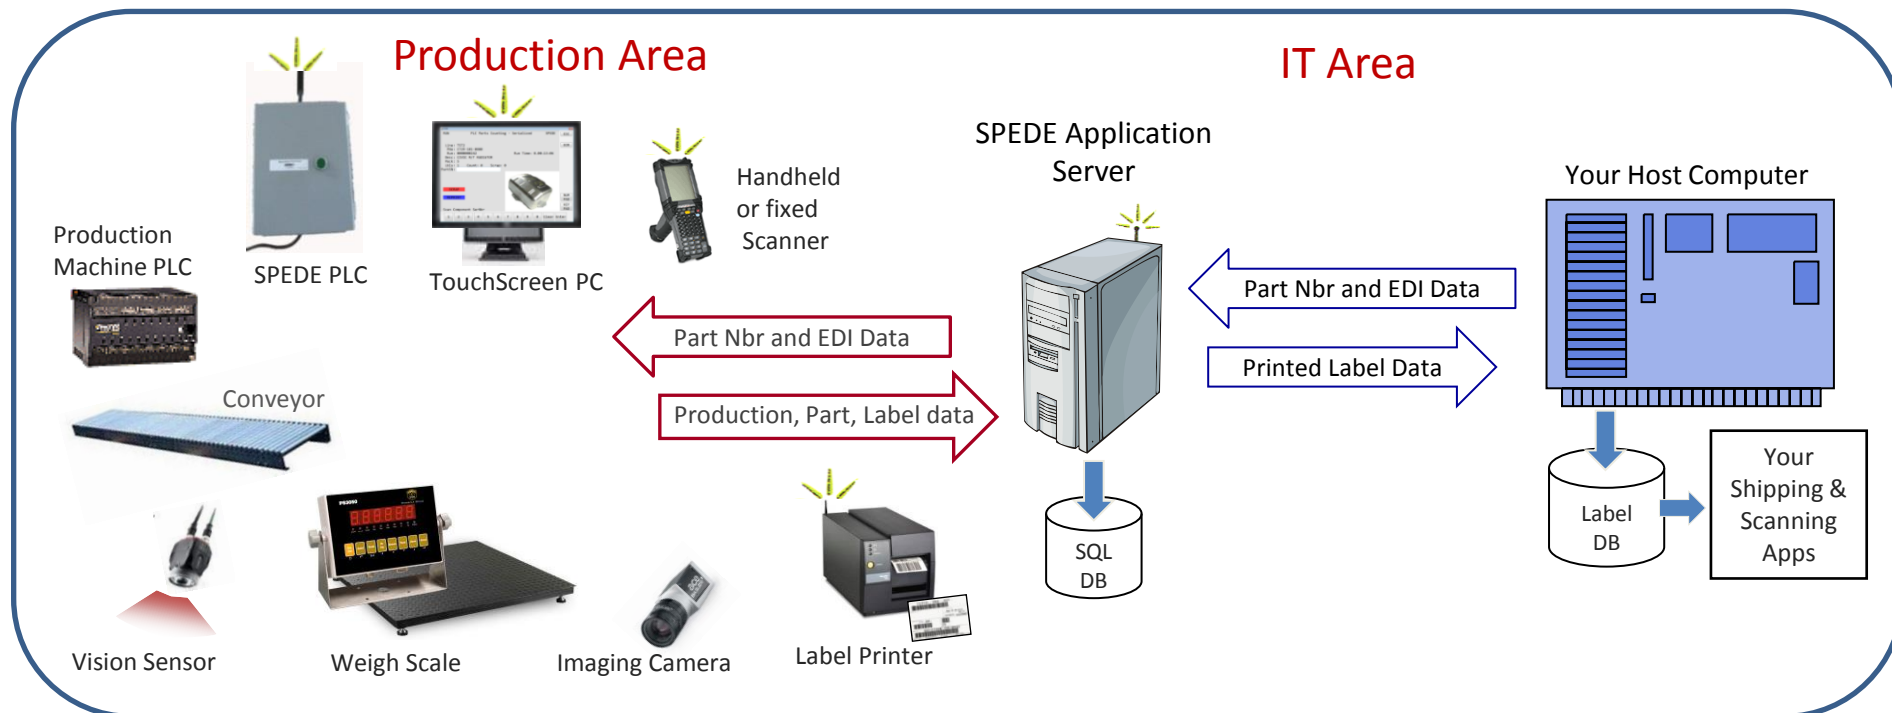 Production Area
IT Area
SPEDE Application
Server
Your Host Computer
Handheld
or fixed
Scanner
Production
Machine PLC
SPEDE PLC
TouchScreen PC
Part Nbr and EDI Data
Part Nbr and EDI Data
Printed Label Data
Conveyor
Production, Part, Label data
Your
Shipping &
Scanning
Apps
Label
DB
SQL
DB
Vision Sensor
Weigh Scale
Imaging Camera
Label Printer